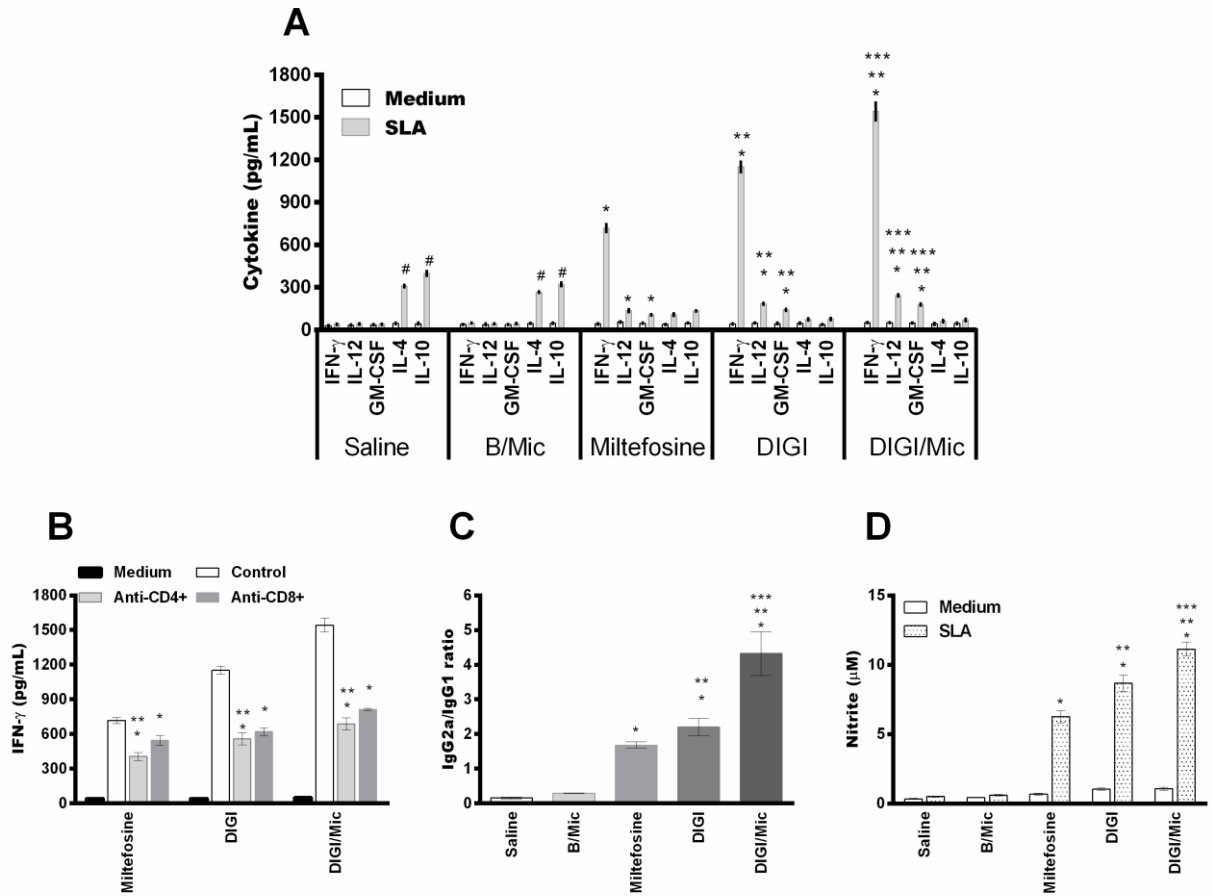 A
Cytokine (pg/mL)
1800
1500
1200
900
600
300
0
Medium
SLA
# # # # * * * ** * ** * ** * *** ** * *** ** * *** ** *
IFN-γ IL-12 GM-CSF IL-4 IL-10 IFN-γ IL-12 GM-CSF IL-4 IL-10 IFN-γ IL-12 GM-CSF IL-4 IL-10 IFN-γ IL-12 GM-CSF IL-4 IL-10 IFN-γ IL-12 GM-CSF IL-4 IL-10
Saline B/Mic Miltefosine DIGI DIGI/Mic
B
Medium Control
Anti-CD4+ Anti-CD8+
IFN-γ (pg/mL)
1800
1500
1200
900
600
300
0
** * * ** * * ** * *
Miltefosine DIGI DIGI/Mic
C
IgG2a/IgG1 ratio
6
5
4
3
2
1
0
* ** * *** ** *
Saline B/Mic Miltefosine DIGI DIGI/Mic
D
Nitrite (μM)
15
10
5
0
Medium
SLA
* ** * *** ** *
Saline B/Mic Miltefosine DIGI DIGI/Mic